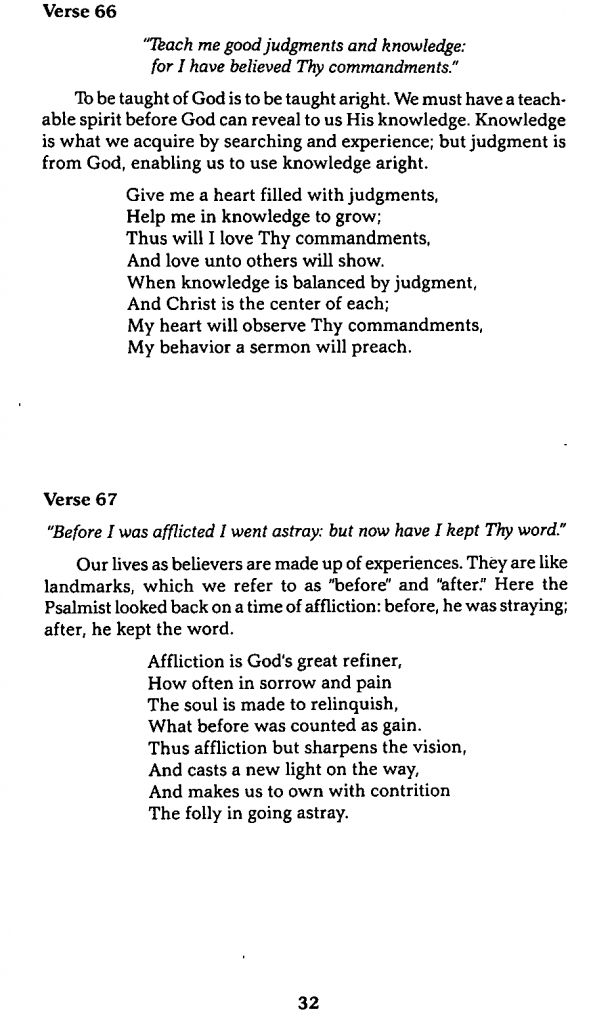 Verse 66
"Teach me good judgments and knowledge:
for I have believed Thy commandments."
To be taught of God is to be taught aright. We must have a teach-
able spirit before God can reveal to us His knowledge. Knowledge
is what we acquire by searching and experience; but judgment is
from God, enabling us to use knowledge aright.
Give me a heart filled with judgments,
Help me in knowledge to grow;
Thus will I love Thy commandments,
And love unto others will show.
When knowledge is balanced by judgment,
And Christ is the center of each;
My heart will observe Thy commandments,
My behavior a sermon will preach.
Verse 67
"Before I was afflicted I went astray: but now have I kept Thy word."
Our lives as believers are made up of experiences. They are like
landmarks, which we refer to as "before" and "after." Here the
Psalmist looked back on a time of affliction: before, he was straying;
after, he kept the word.
Affliction is God's great refiner,
How often in sorrow and pain
The soul is made to relinquish,
What before was counted as gain.
Thus affliction but sharpens the vision,
And casts a new light on the way,
And makes us to own with contrition
The folly in going astray.
32